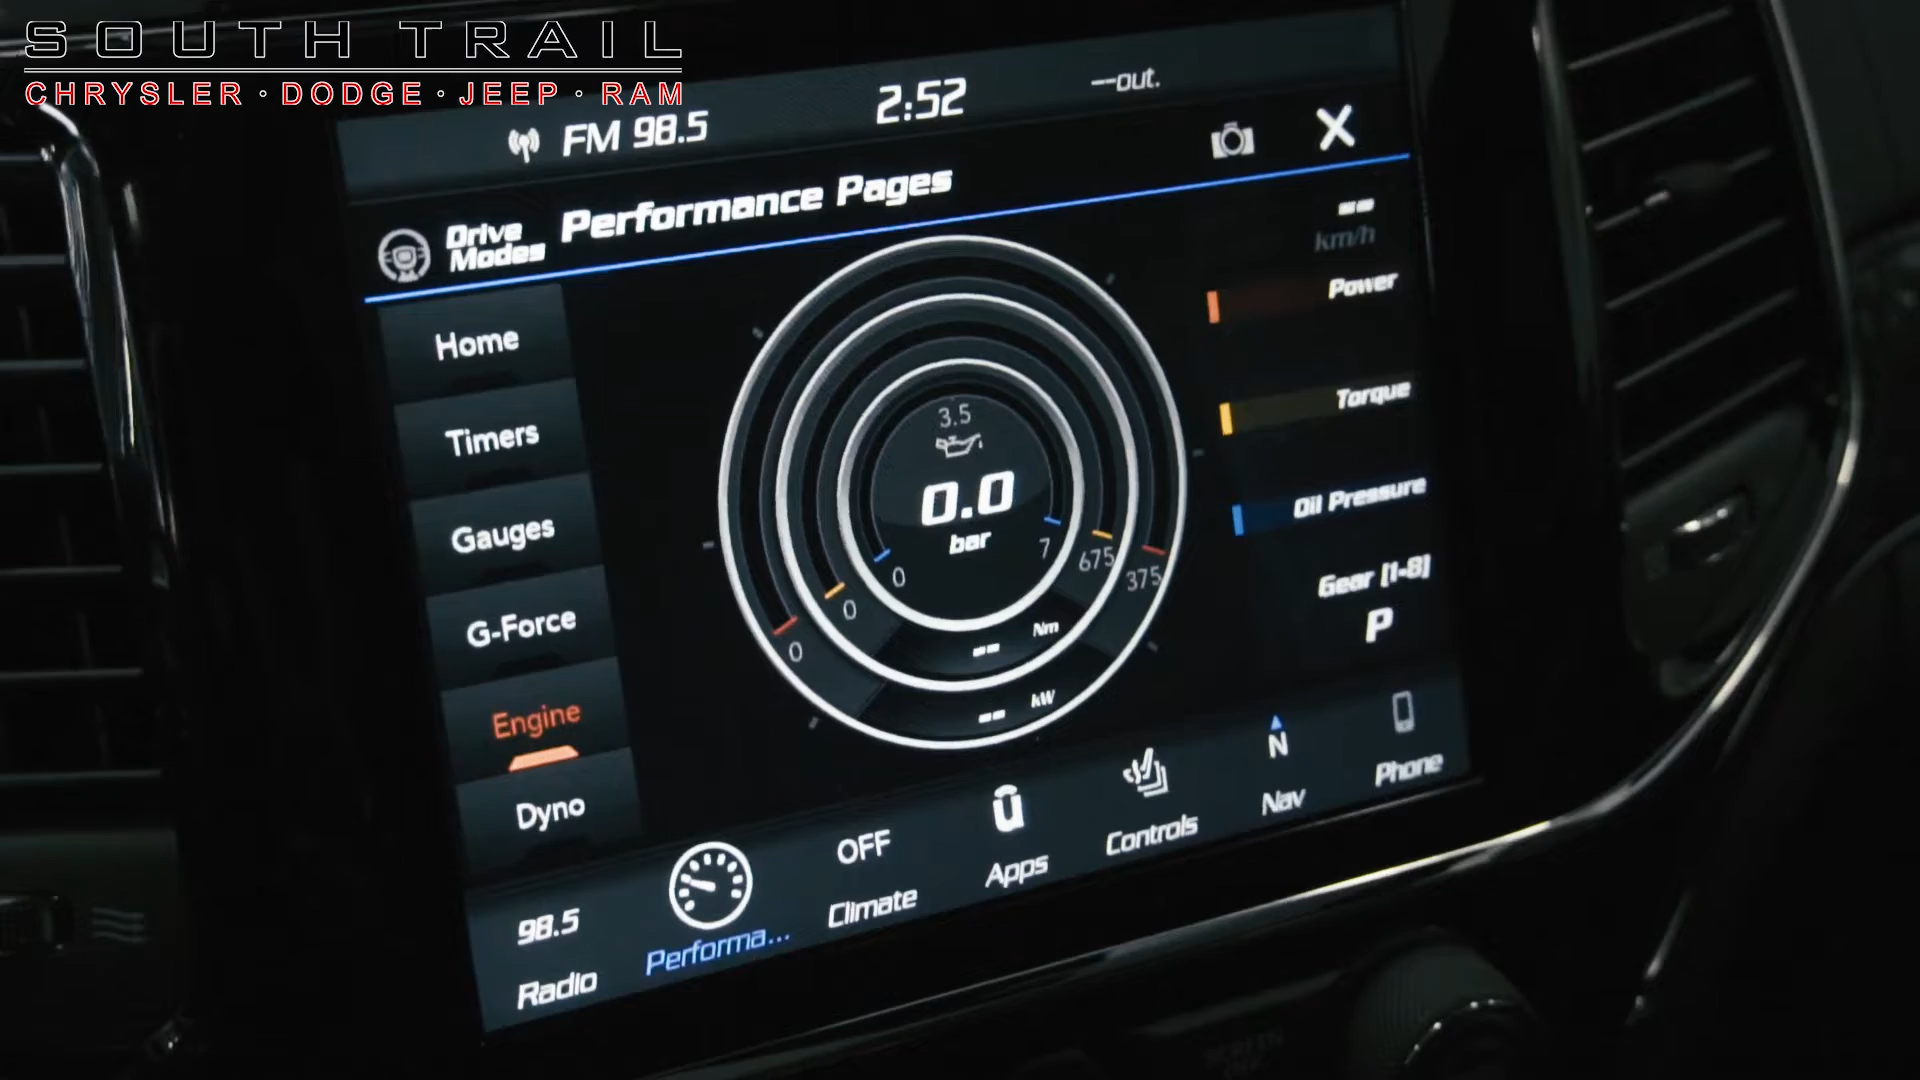 SOUTH TRAIL
CHRYSLER • DODGE • JEEP • RAM
FM 98.5
2:52
--out.
Drive Modes
Performance Pages
X
--
km/h
Home
Timers
Gauges
G-Force
Engine
Dyno
3.5
0.0
bar
0
7
0
675
0
375
-- Nm
-- kW
Power
Torque
Oil Pressure
Gear [1-8]
P
98.5
Radio
Performa...
OFF
Climate
Apps
Controls
N
Nav
Phone
SCREEN
OFF